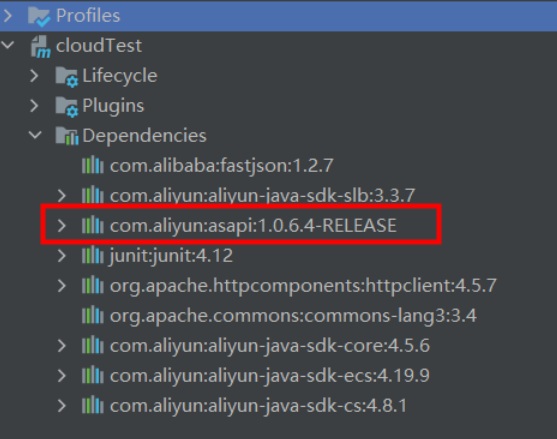 Profiles
cloudTest
Lifecycle
Plugins
Dependencies
com.alibaba:fastjson:1.2.7
com.aliyun:aliyun-java-sdk-slb:3.3.7
com.aliyun:asapi:1.0.6.4-RELEASE
junit:junit:4.12
org.apache.httpcomponents:httpclient:4.5.7
org.apache.commons:commons-lang3:3.4
com.aliyun:aliyun-java-sdk-core:4.5.6
com.aliyun:aliyun-java-sdk-ecs:4.19.9
com.aliyun:aliyun-java-sdk-cs:4.8.1